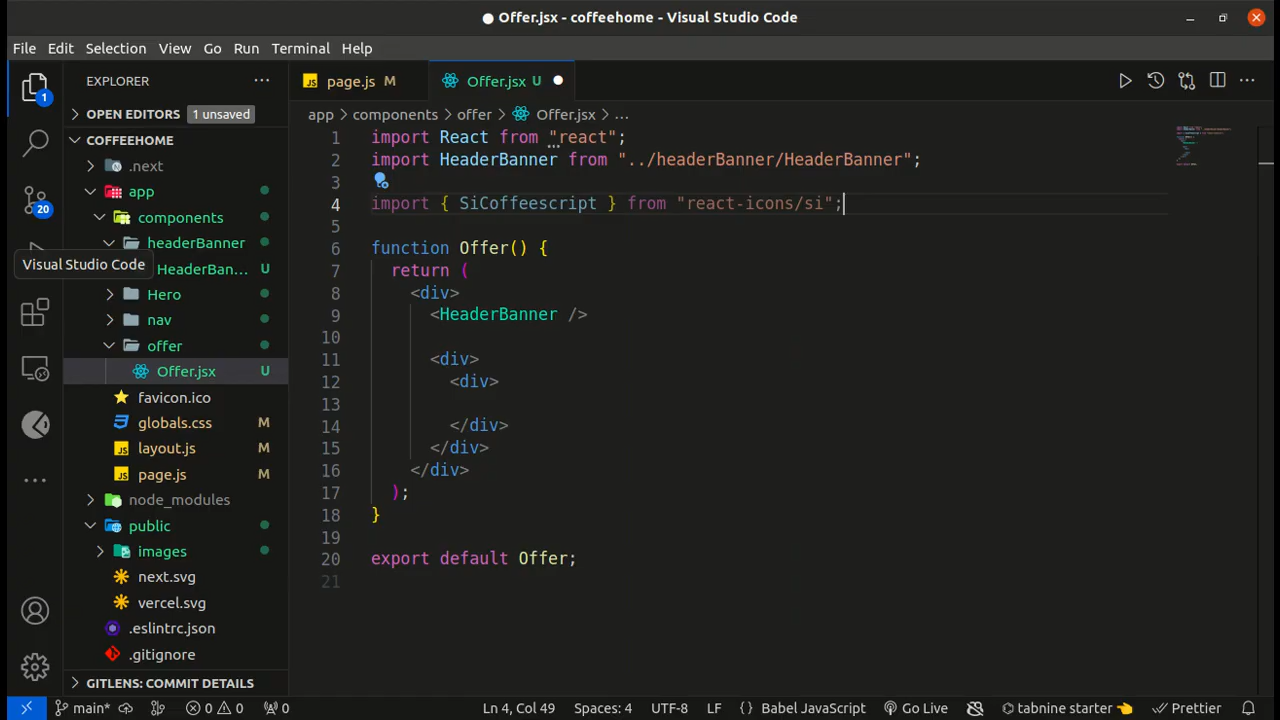 Offer.jsx - coffeehome - Visual Studio Code
File Edit Selection View Go Run Terminal Help
EXPLORER
page.js M
Offer.jsx U
OPEN EDITORS 1 unsaved
app > components > offer > Offer.jsx > ...
COFFEEHOME
.next
app
components
headerBanner
HeaderBan... U
Hero
nav
offer
Offer.jsx U
favicon.ico
globals.css M
layout.js M
page.js M
node_modules
public
images
next.svg
vercel.svg
.eslintrc.json
.gitignore
GITLENS: COMMIT DETAILS
1
20
Visual Studio Code
1 import React from "react";
2 import HeaderBanner from "../headerBanner/HeaderBanner";
3
4 import { SiCoffeescript } from "react-icons/si";
5
6 function Offer() {
7 return (
8 <div>
9 <HeaderBanner />
10
11 <div>
12 <div>
13
14 </div>
15 </div>
16 </div>
17 );
18 }
19
20 export default Offer;
21
main* 0 0 0 Ln 4, Col 49 Spaces: 4 UTF-8 LF {} Babel JavaScript Go Live tabnine starter Prettier